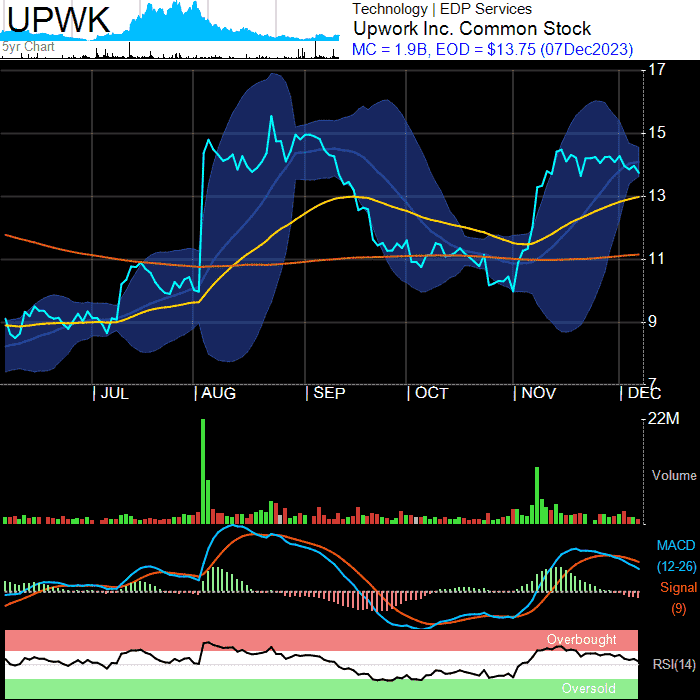 UPWK
5yr Chart
Technology | EDP Services
Upwork Inc. Common Stock
MC = 1.9B, EOD = $13.75 (07Dec2023)
17
15
13
11
9
7
| JUL | AUG | SEP | OCT | NOV | DEC
22M
Volume
MACD
(12-26)
Signal
(9)
Overbought
RSI(14)
Oversold